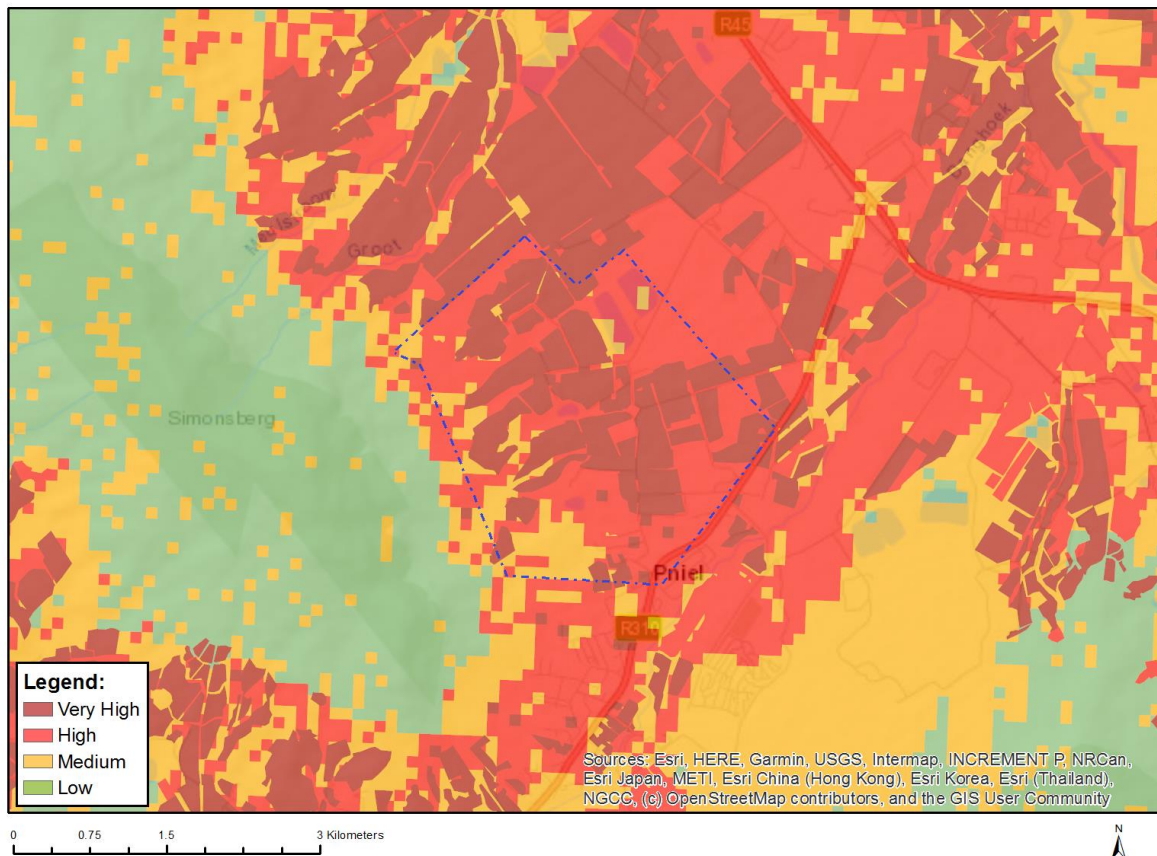 R45
Banghoek
Groot
Simonsberg
Pniel
R310
Legend:
Very High
High
Medium
Low
Sources: Esri, HERE, Garmin, USGS, Intermap, INCREMENT P, NRCan,
Esri Japan, METI, Esri China (Hong Kong), Esri Korea, Esri (Thailand),
NGCC, (c) OpenStreetMap contributors, and the GIS User Community
0 0.75 1.5 3 Kilometers
N